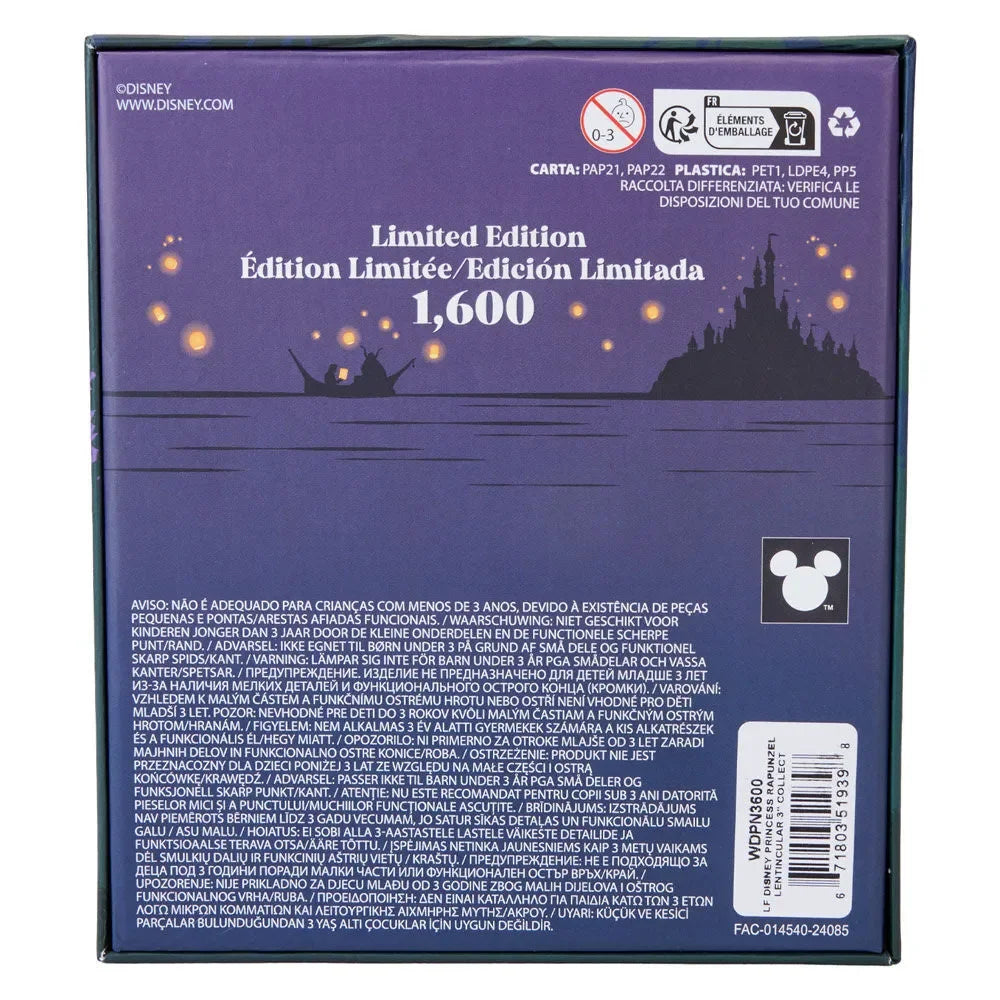 ©DISNEY
WWW.DISNEY.COM
0-3
FR
ÉLÉMENTS
D'EMBALLAGE
CARTA: PAP21, PAP22 PLASTICA: PET1, LDPE4, PP5
RACCOLTA DIFFERENZIATA: VERIFICA LE
DISPOSIZIONI DEL TUO COMUNE
Limited Edition
Édition Limitée/Edición Limitada
1,600
TM
AVISO: NÃO É ADEQUADO PARA CRIANÇAS COM MENOS DE 3 ANOS, DEVIDO À EXISTÊNCIA DE PEÇAS
PEQUENAS E PONTAS/ARESTAS AFIADAS FUNCIONAIS. / WAARSCHUWING: NIET GESCHIKT VOOR
KINDEREN JONGER DAN 3 JAAR DOOR DE KLEINE ONDERDELEN EN DE FUNCTIONELE SCHERPE
PUNT/RAND. / ADVARSEL: IKKE EGNET TIL BØRN UNDER 3 PÅ GRUND AF SMÅ DELE OG FUNKTIONEL
SKARP SPIDS/KANT. / VARNING: LÄMPAR SIG INTE FÖR BARN UNDER 3 ÅR PGA SMÅDELAR OCH VASSA
KANTER/SPETSAR. / ПРЕДУПРЕЖДЕНИЕ. ИЗДЕЛИЕ НЕ ПРЕДНАЗНАЧЕНО ДЛЯ ДЕТЕЙ МЛАДШЕ 3 ЛЕТ
ИЗ-ЗА НАЛИЧИЯ МЕЛКИХ ДЕТАЛЕЙ И ФУНКЦИОНАЛЬНОГО ОСТРОГО КОНЦА (КРОМКИ). / VAROVÁNÍ:
VZHLEDEM K MALÝM ČÁSTEM A FUNKČNÍMU OSTRÉMU HROTU NEBO OSTŘÍ NENÍ VHODNÉ PRO DĚTI
MLADŠÍ 3 LET. POZOR: NEVHODNÉ PRE DETI DO 3 ROKOV KVÔLI MALÝM ČASTIAM A FUNKČNÝM OSTRÝM
HROTOM/HRANÁM. / FIGYELEM: NEM ALKALMAS 3 ÉV ALATTI GYERMEKEK SZÁMÁRA A KIS ALKATRÉSZEK
ÉS A FUNKCIONÁLIS ÉL/HEGY MIATT. / OPOZORILO: NI PRIMERNO ZA OTROKE MLAJŠE OD 3 LET ZARADI
MAJHNIH DELOV IN FUNKCIONALNO OSTRE KONICE/ROBA. / OSTRZEŻENIE: PRODUKT NIE JEST
PRZEZNACZONY DLA DZIECI PONIŻEJ 3 LAT ZE WZGLĘDU NA MAŁE CZĘŚCI I OSTRĄ
KOŃCÓWKĘ/KRAWĘDŹ. / ADVARSEL: PASSER IKKE TIL BARN UNDER 3 ÅR PGA SMÅ DELER OG
FUNKSJONELL SKARP PUNKT/KANT. / ATENȚIE: NU ESTE RECOMANDAT PENTRU COPII SUB 3 ANI DATORITĂ
PIESELOR MICI ȘI A PUNCTULUI/MUCHIILOR FUNCȚIONALE ASCUȚITE. / BRĪDINĀJUMS: IZSTRĀDĀJUMS
NAV PIEMĒROTS BĒRNIEM LĪDZ 3 GADU VECUMAM, JO SATUR SĪKAS DETAĻAS UN FUNKCIONĀLU SMAILU
GALU / ASU MALU. / HOIATUS: EI SOBI ALLA 3-AASTASTELE LASTELE VÄIKESTE DETAILIDE JA
FUNKTSIOAALSE TERAVA OTSA/ÄÄRE TÕTTU. / ĮSPĖJIMAS NETINKA JAUNESNIEMS KAIP 3 METŲ VAIKAMS
DĖL SMULKIŲ DALIŲ IR FUNKCINIŲ AŠTRIŲ VIETŲ / KRAŠTŲ. / ПРЕДУПРЕЖДЕНИЕ: НЕ Е ПОДХОДЯЩО ЗА
ДЕЦА ПОД 3 ГОДИНИ ПОРАДИ МАЛКИ ЧАСТИ ИЛИ ФУНКЦИОНАЛЕН ОСТЪР ВРЪХ/КРАЙ. /
UPOZORENJE: NIJE PRIKLADNO ZA DJECU MLAĐU OD 3 GODINE ZBOG MALIH DIJELOVA I OŠTROG
FUNKCIONALNOG VRHA/RUBA. / ΠΡΟΕΙΔΟΠΟΙΗΣΗ: ΔΕΝ ΕΙΝΑΙ ΚΑΤΑΛΛΗΛΟ ΓΙΑ ΠΑΙΔΙΑ ΚΑΤΩ ΤΩΝ 3 ΕΤΩΝ
ΛΟΓΩ ΜΙΚΡΩΝ ΚΟΜΜΑΤΙΩΝ ΚΑΙ ΛΕΙΤΟΥΡΓΙΚΗΣ ΑΙΧΜΗΡΗΣ ΜΥΤΗΣ/ΑΚΡΟΥ. / UYARI: KÜÇÜK VE KESİCİ
PARÇALAR BULUNDUĞUNDAN 3 YAŞ ALTI ÇOCUKLAR İÇİN UYGUN DEĞİLDİR.
WDPN3600
LF DISNEY PRINCESS RAPUNZEL
LENTINCULAR 3" COLLECT
6 71803 51939 8
FAC-014540-24085